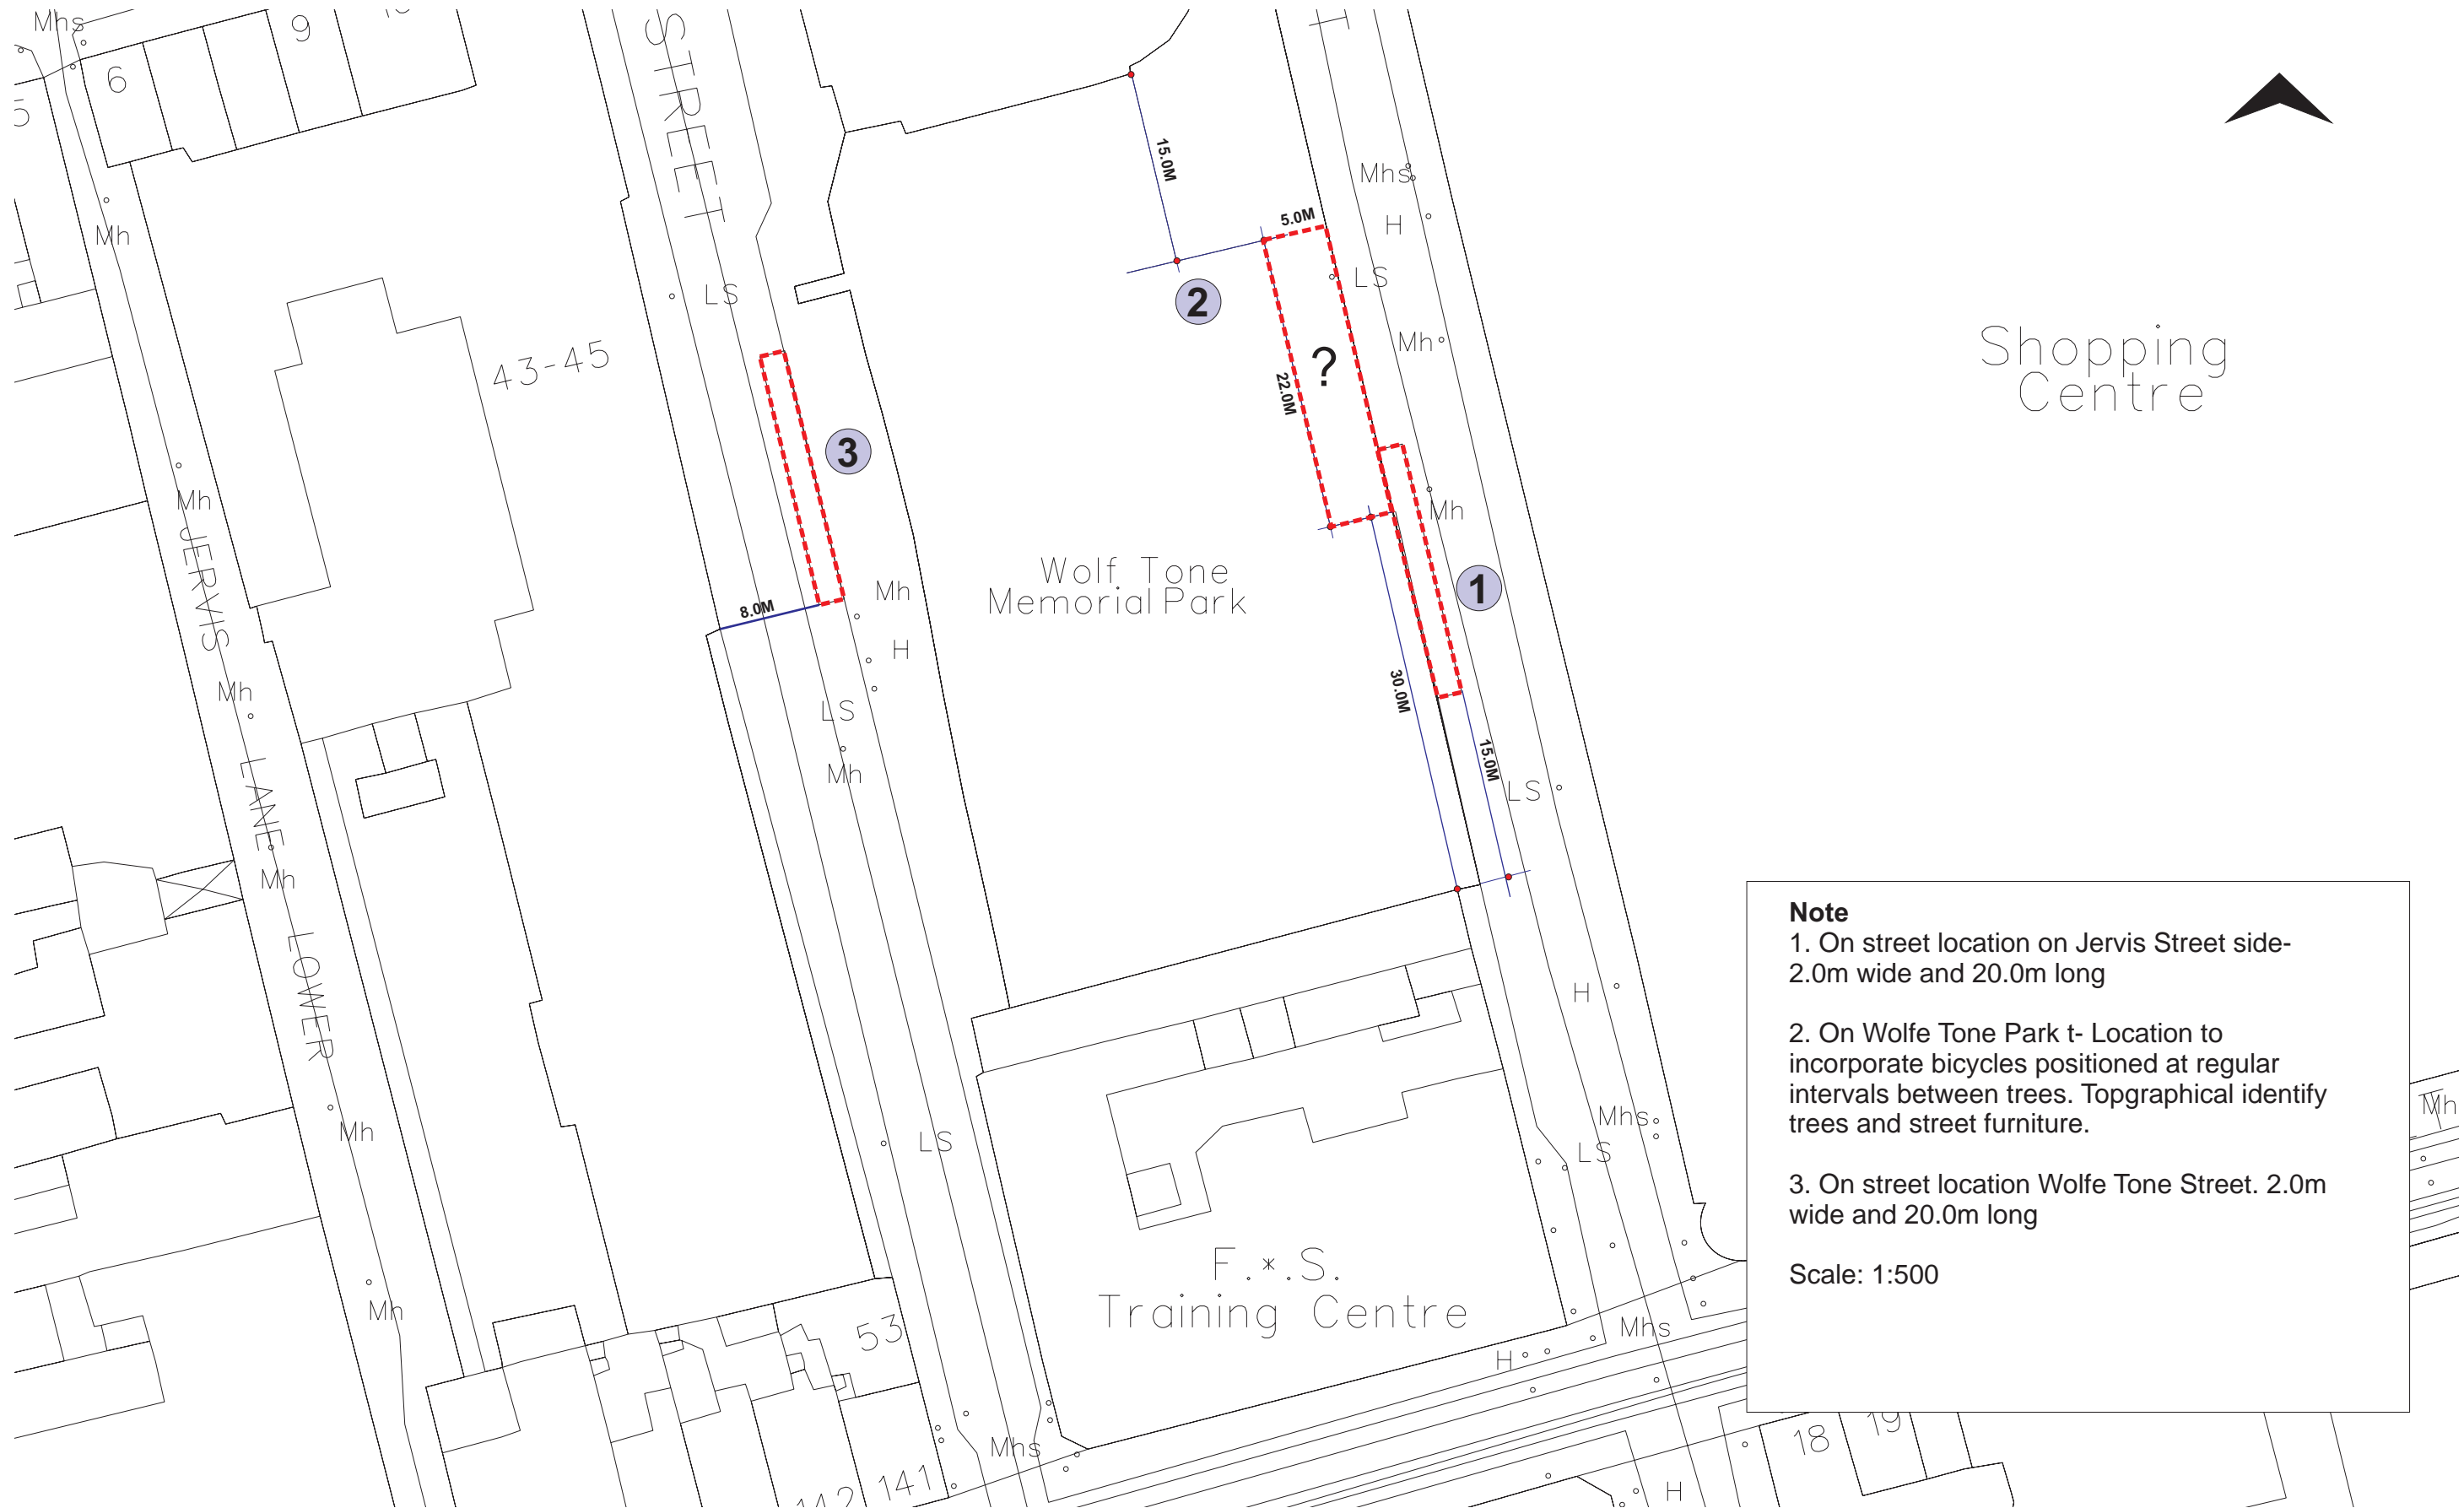 Mhs
9
6
5
STREET
Mh
15.0M
5.0M
Mhs
H
LS
2
LS
Mh
?
Shopping
Centre
43-45
22.0M
3
Mh
Mh
JERVIS
LANE
LOWER
Wolf Tone
Memorial Park
1
Mh
8.0M
H
Mh
LS
30.0M
Mh
15.0M
LS
Mh
H
Note
1. On street location on Jervis Street side-
2.0m wide and 20.0m long
2. On Wolfe Tone Park t- Location to
incorporate bicycles positioned at regular
intervals between trees. Topgraphical identify
trees and street furniture.
3. On street location Wolfe Tone Street. 2.0m
wide and 20.0m long
Scale: 1:500
Mh
Mhs
LS
LS
Mh
Mh
F.*.S.
Training Centre
53
Mhs
H
Mhs
18
19
H
141
142